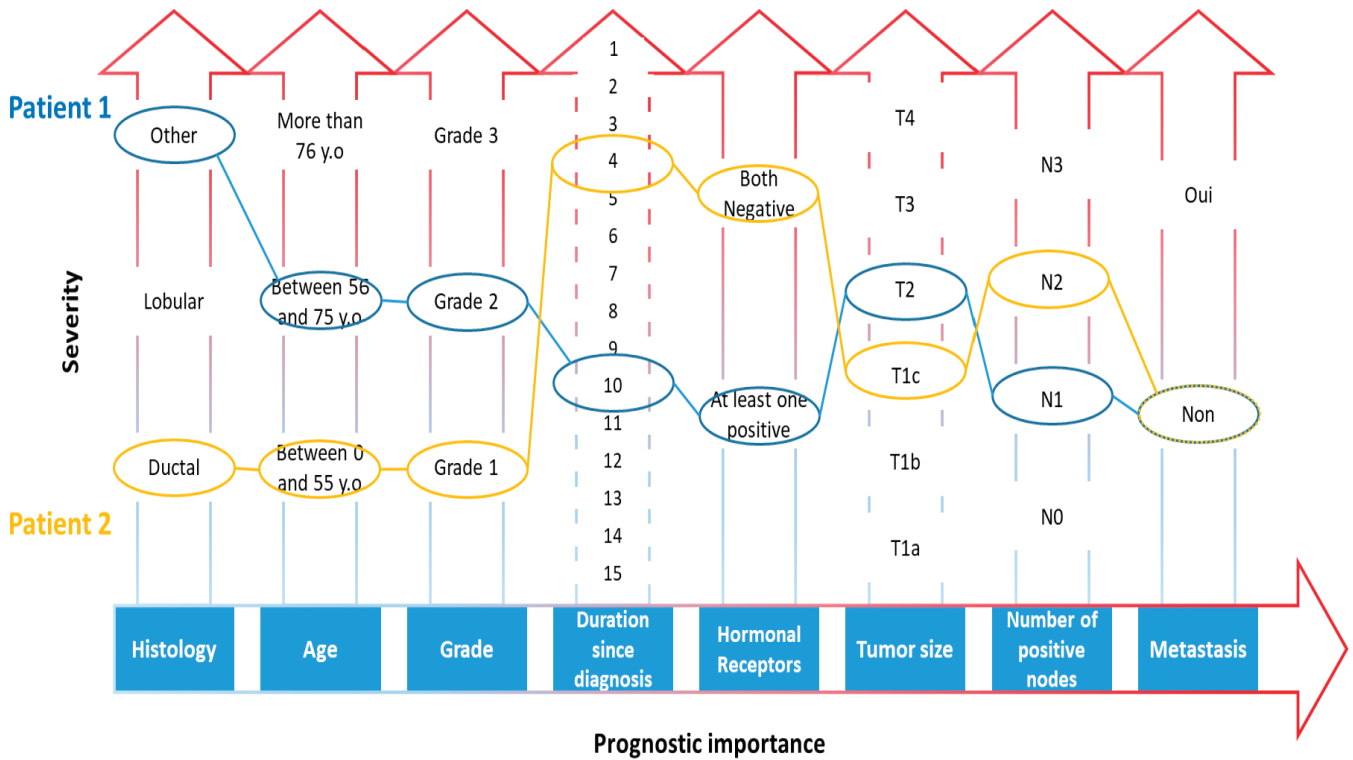 Patient 1
Patient 2
Severity
Other
Lobular
Ductal
More than
76 y.o
Between 56
and 75 y.o
Between 0
and 55 y.o
Grade 3
Grade 2
Grade 1
1
2
3
4
5
6
7
8
9
10
11
12
13
14
15
Both
Negative
At least one
positive
T4
T3
T2
T1c
T1b
T1a
N3
N2
N1
N0
Oui
Non
Histology
Age
Grade
Duration
since
diagnosis
Hormonal
Receptors
Tumor size
Number of
positive
nodes
Metastasis
Prognostic importance